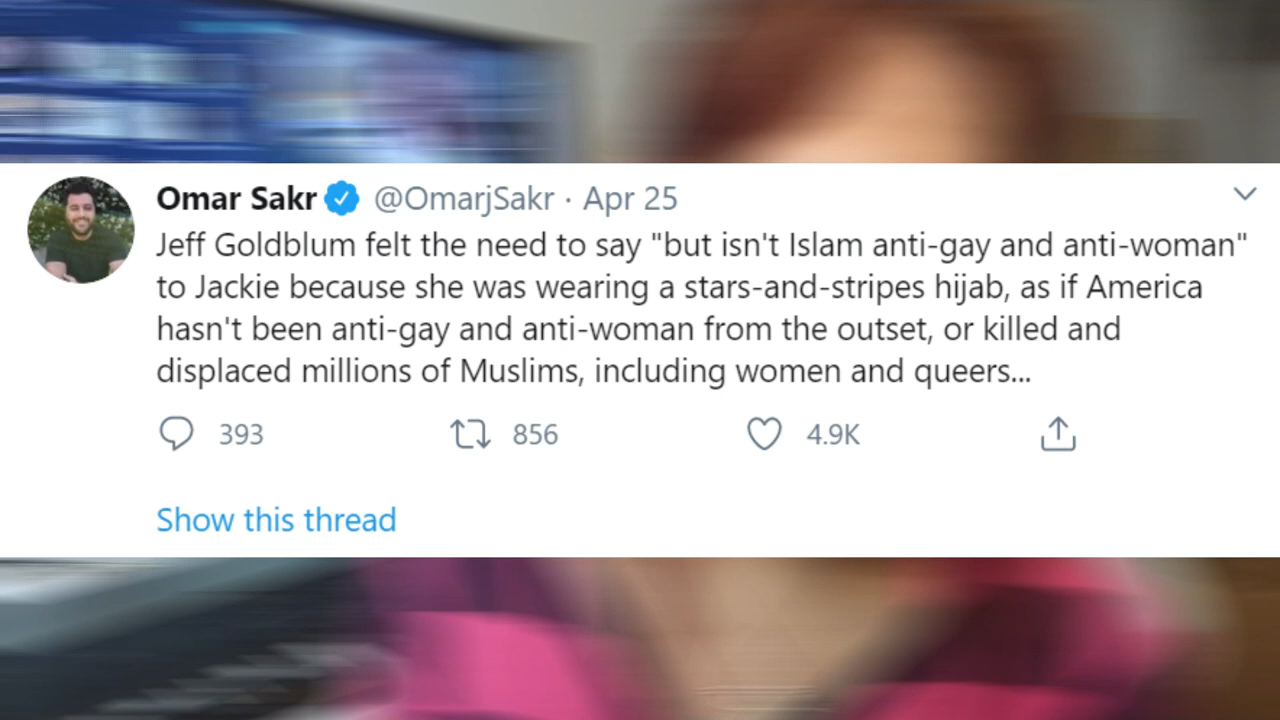 Omar Sakr @OmarjSakr · Apr 25
Jeff Goldblum felt the need to say "but isn't Islam anti-gay and anti-woman"
to Jackie because she was wearing a stars-and-stripes hijab, as if America
hasn't been anti-gay and anti-woman from the outset, or killed and
displaced millions of Muslims, including women and queers...
393 856 4.9K
Show this thread